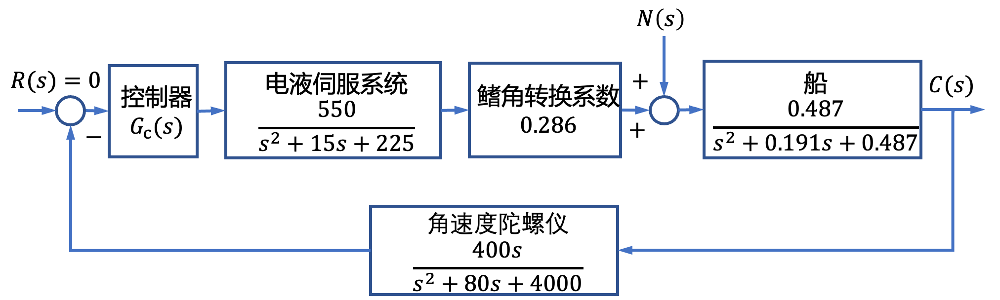 N(s)
R(s) = 0
控制器
G_c(s)
电液伺服系统
550
s² + 15s + 225
鳍角转换系数
0.286
+
+
船
0.487
s² + 0.191s + 0.487
C(s)
−
角速度陀螺仪
400s
s² + 80s + 4000